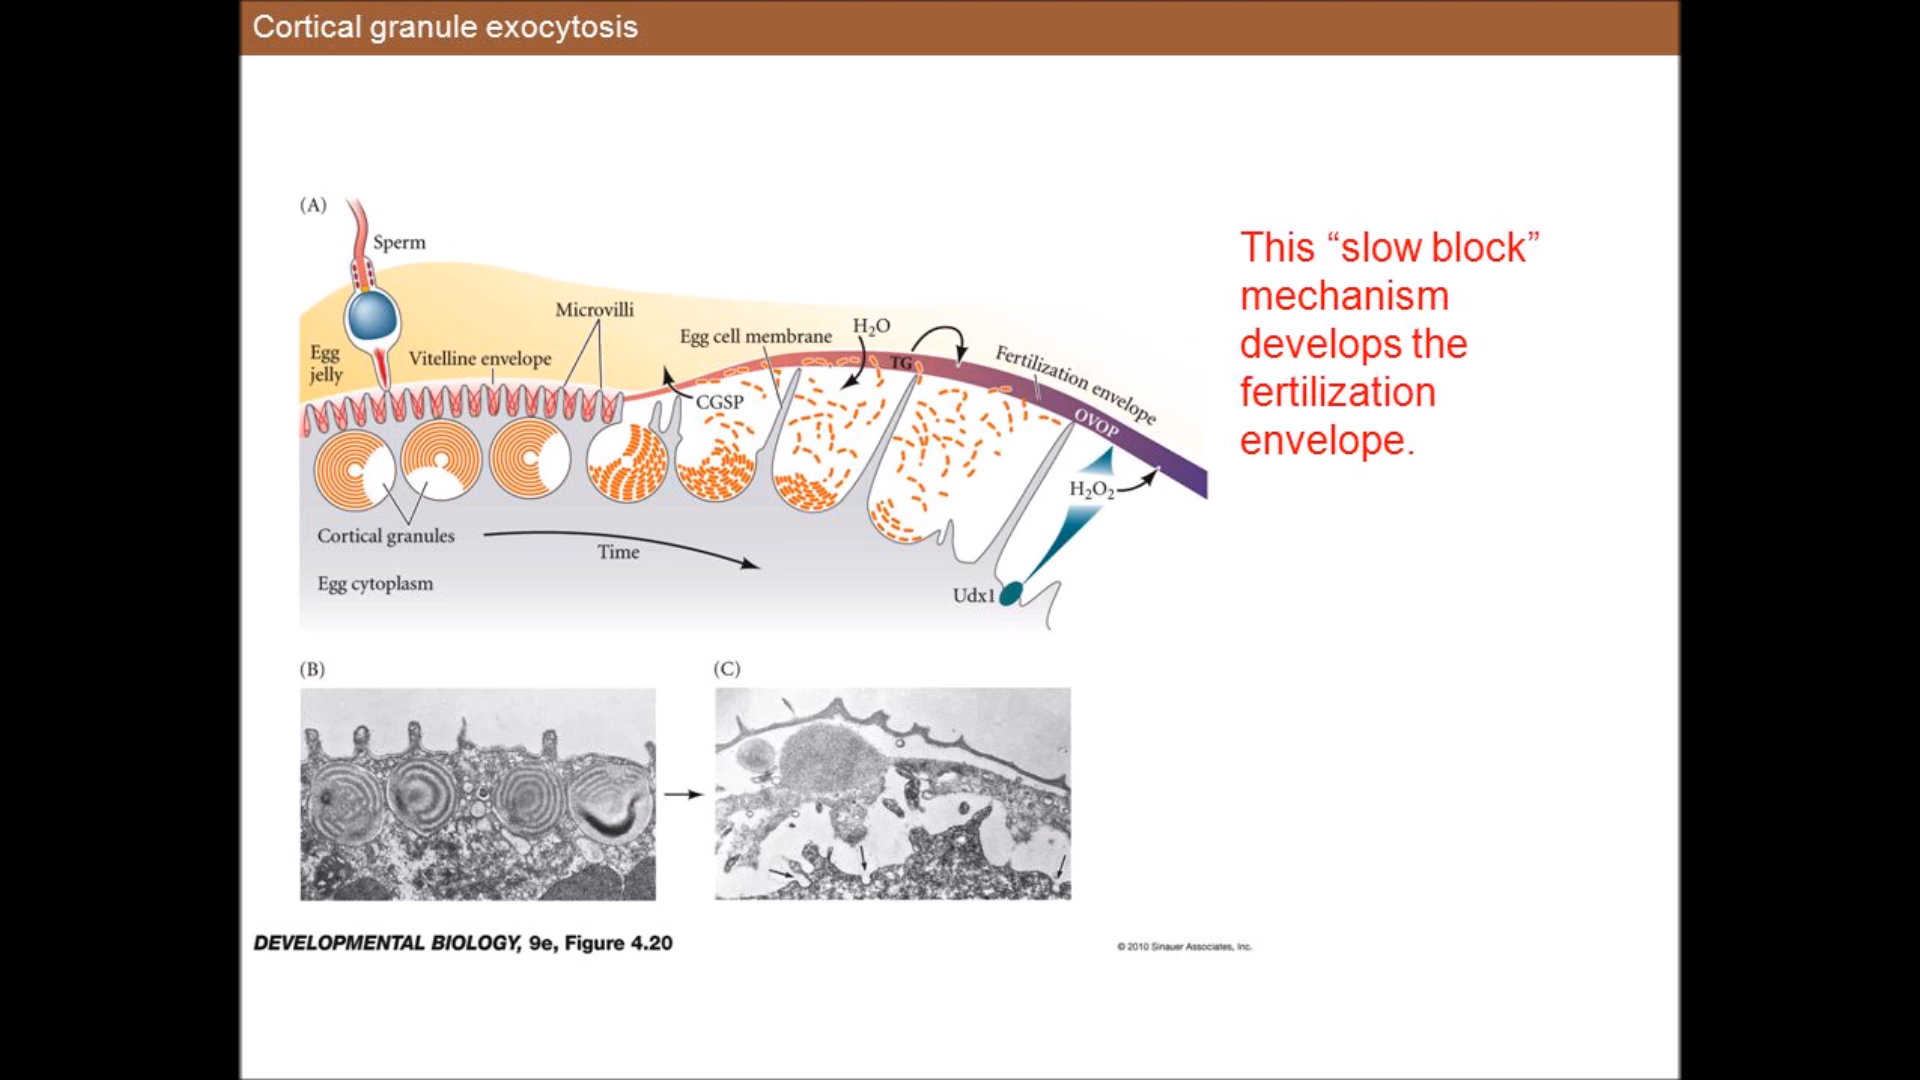 Cortical granule exocytosis
(A)
Sperm
Microvilli
Egg cell membrane
H₂O
TG
Fertilization envelope
Egg
jelly
Vitelline envelope
CGSP
OVOP
H₂O₂
Cortical granules
Time
Egg cytoplasm
Udx1
This “slow block”
mechanism
develops the
fertilization
envelope.
(B)
(C)
DEVELOPMENTAL BIOLOGY, 9e, Figure 4.20
© 2010 Sinauer Associates, Inc.